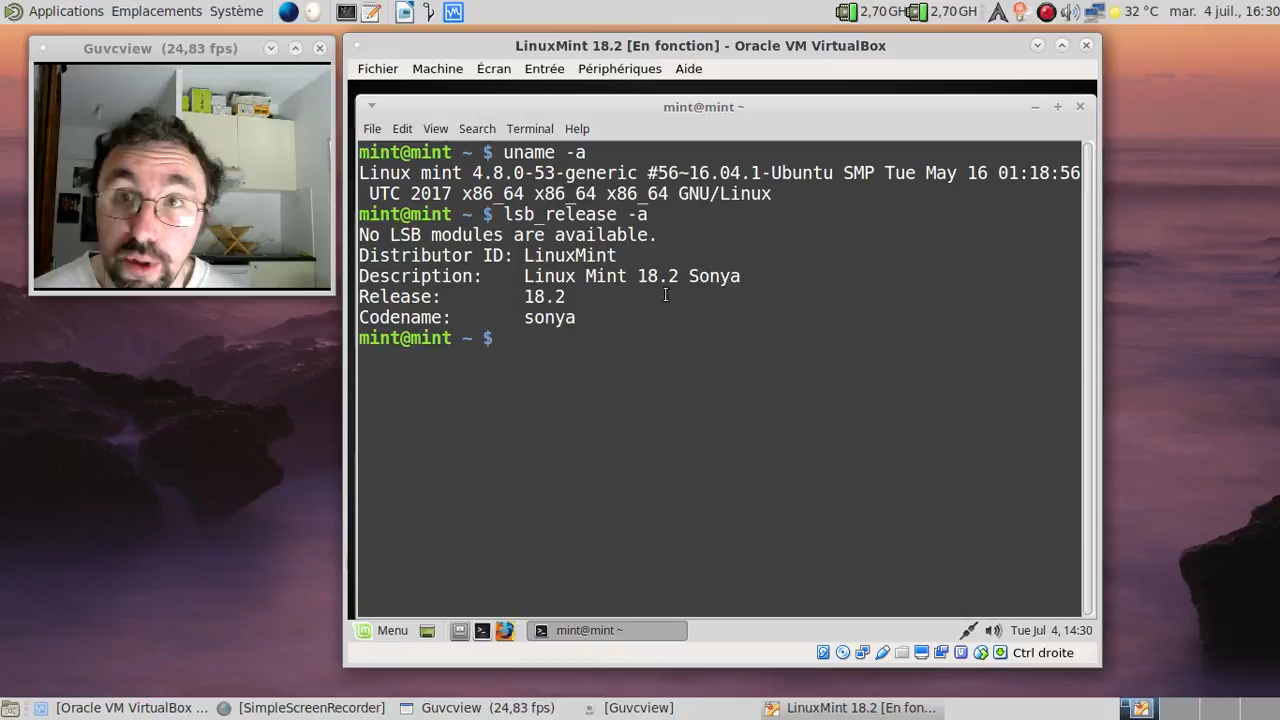 Applications Emplacements Système
2,70 GH 2,70 GH 32 °C mar. 4 juil., 16:30
Guvcview (24,83 fps)
LinuxMint 18.2 [En fonction] - Oracle VM VirtualBox
Fichier Machine Écran Entrée Périphériques Aide
mint@mint ~
File Edit View Search Terminal Help
mint@mint ~ $ uname -a
Linux mint 4.8.0-53-generic #56~16.04.1-Ubuntu SMP Tue May 16 01:18:56
UTC 2017 x86_64 x86_64 x86_64 GNU/Linux
mint@mint ~ $ lsb_release -a
No LSB modules are available.
Distributor ID: LinuxMint
Description: Linux Mint 18.2 Sonya
Release: 18.2
Codename: sonya
mint@mint ~ $
Menu mint@mint ~ Tue Jul 4, 14:30
Ctrl droite
[Oracle VM VirtualBox ... [SimpleScreenRecorder] Guvcview (24,83 fps) [Guvcview] LinuxMint 18.2 [En fon...